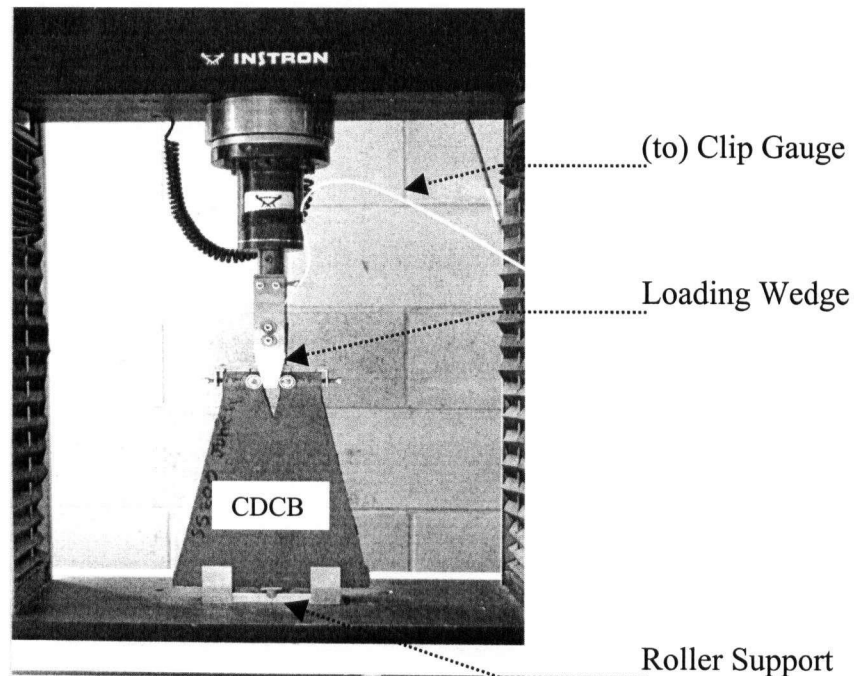 INSTRON
(to) Clip Gauge
Loading Wedge
CDCB
Roller Support